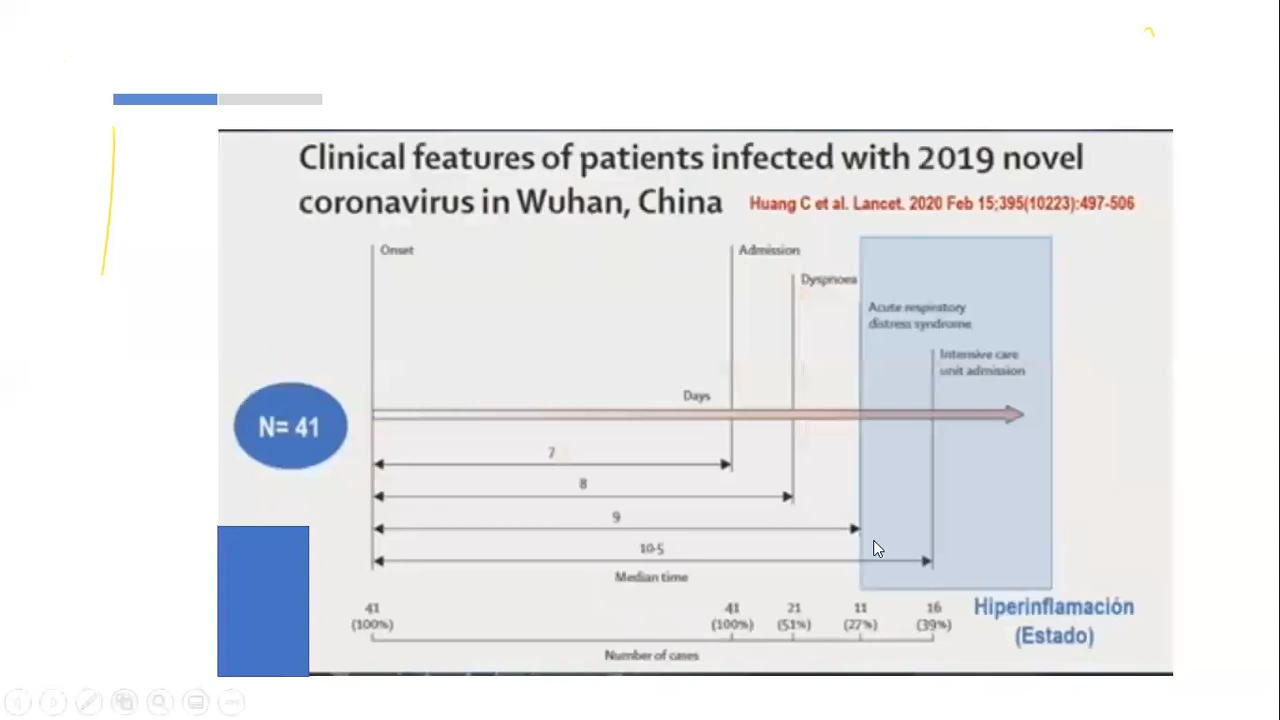 Clinical features of patients infected with 2019 novel
coronavirus in Wuhan, China
Huang C et al. Lancet. 2020 Feb 15;395(10223):497-506
Onset
Admission
Dyspnoea
Acute respiratory
distress syndrome
Intensive care
unit admission
Days
N= 41
7
8
9
10·5
Median time
41 41 21 11 16
(100%) (100%) (51%) (27%) (39%)
Number of cases
Hiperinflamación
(Estado)